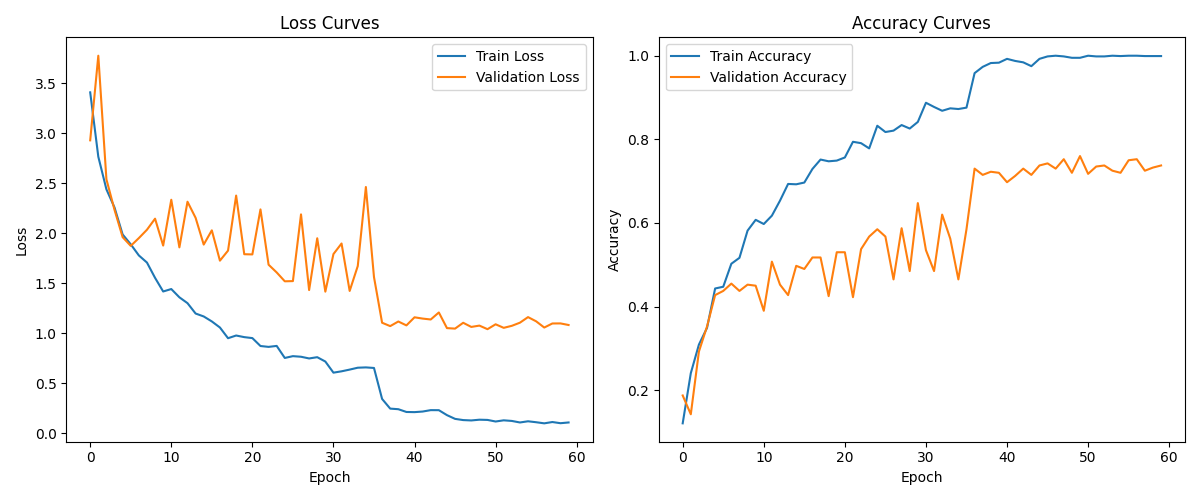 Loss Curves
Train Loss
Validation Loss
3.5
3.0
2.5
2.0
1.5
1.0
0.5
0.0
Loss
0 10 20 30 40 50 60
Epoch
Accuracy Curves
Train Accuracy
Validation Accuracy
1.0
0.8
0.6
0.4
0.2
Accuracy
0 10 20 30 40 50 60
Epoch